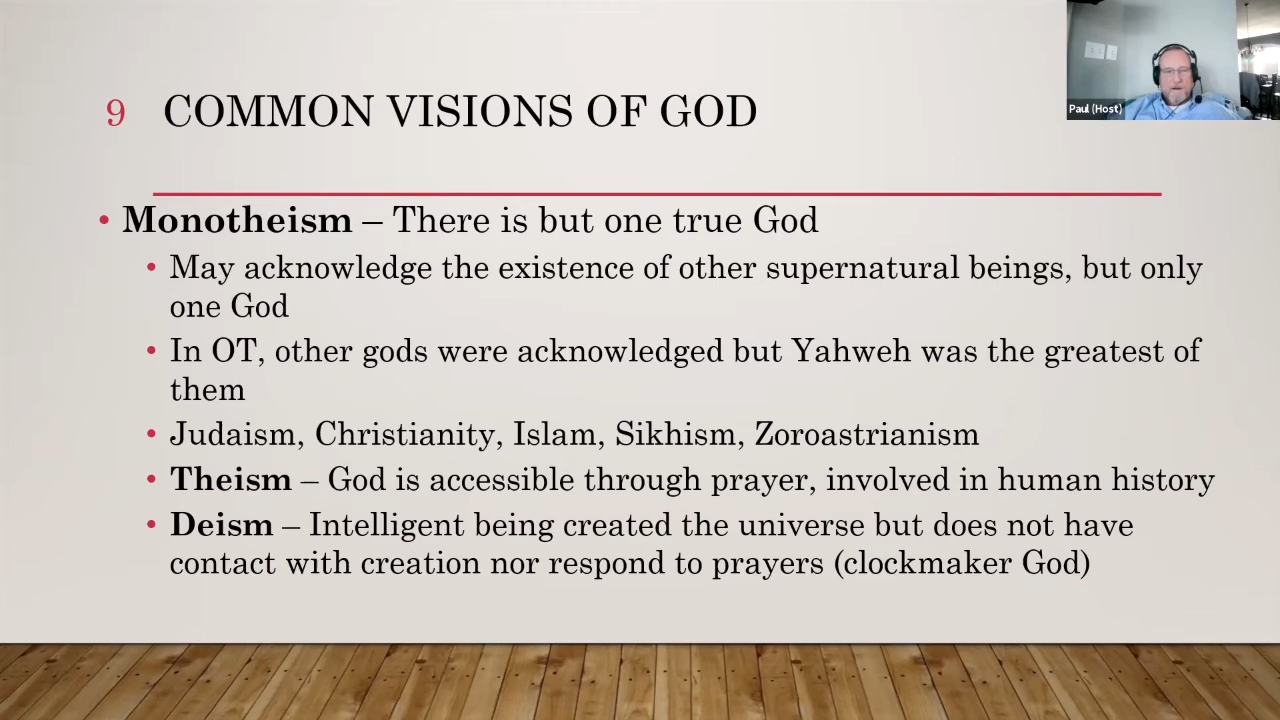 9 COMMON VISIONS OF GOD
Paul (Host)
• Monotheism – There is but one true God
• May acknowledge the existence of other supernatural beings, but only
one God
• In OT, other gods were acknowledged but Yahweh was the greatest of
them
• Judaism, Christianity, Islam, Sikhism, Zoroastrianism
• Theism – God is accessible through prayer, involved in human history
• Deism – Intelligent being created the universe but does not have
contact with creation nor respond to prayers (clockmaker God)